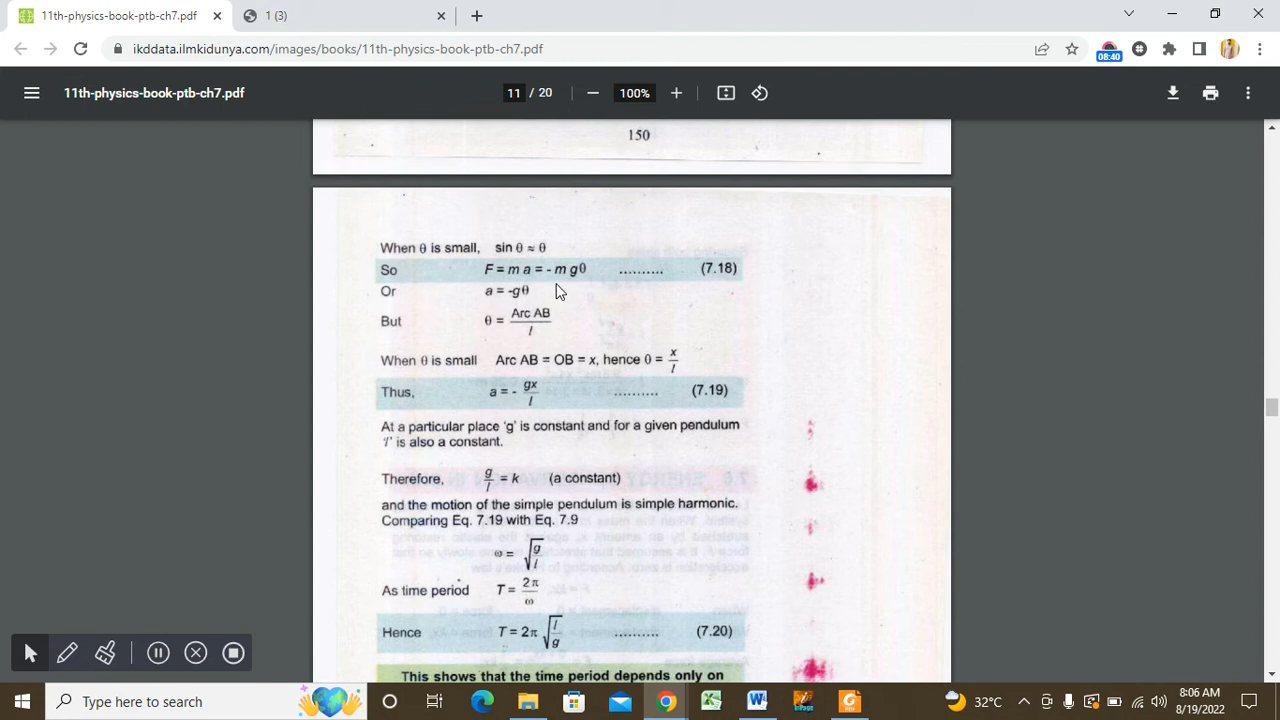 11th-physics-book-ptb-ch7.pdf
1 (3)
ikddata.ilmkidunya.com/images/books/11th-physics-book-ptb-ch7.pdf
08:40
11th-physics-book-ptb-ch7.pdf
11 / 20
100%
150
When θ is small, sin θ ≈ θ
So F = m a = - m gθ .......... (7.18)
Or a = -gθ
But θ = Arc AB / l
When θ is small Arc AB = OB = x, hence θ = x / l
Thus, a = - gx / l .......... (7.19)
At a particular place 'g' is constant and for a given pendulum
'l' is also a constant.
Therefore, g / l = k (a constant)
and the motion of the simple pendulum is simple harmonic.
Comparing Eq. 7.19 with Eq. 7.9
ω = √g / l
As time period T = 2π / ω
Hence T = 2π √l / g .......... (7.20)
This shows that the time period depends only on
Type here to search
32°C
8:06 AM
8/19/2022